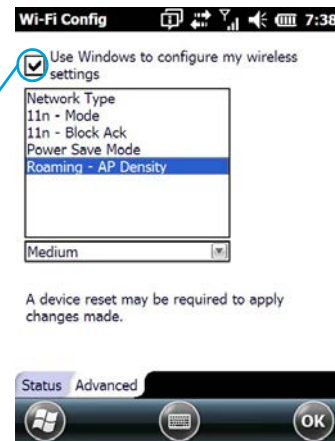 Wi-Fi Config 7:38
Use Windows to configure my wireless
settings
Network Type
11n - Mode
11n - Block Ack
Power Save Mode
Roaming - AP Density
Medium
A device reset may be required to apply
changes made.
Status Advanced
OK